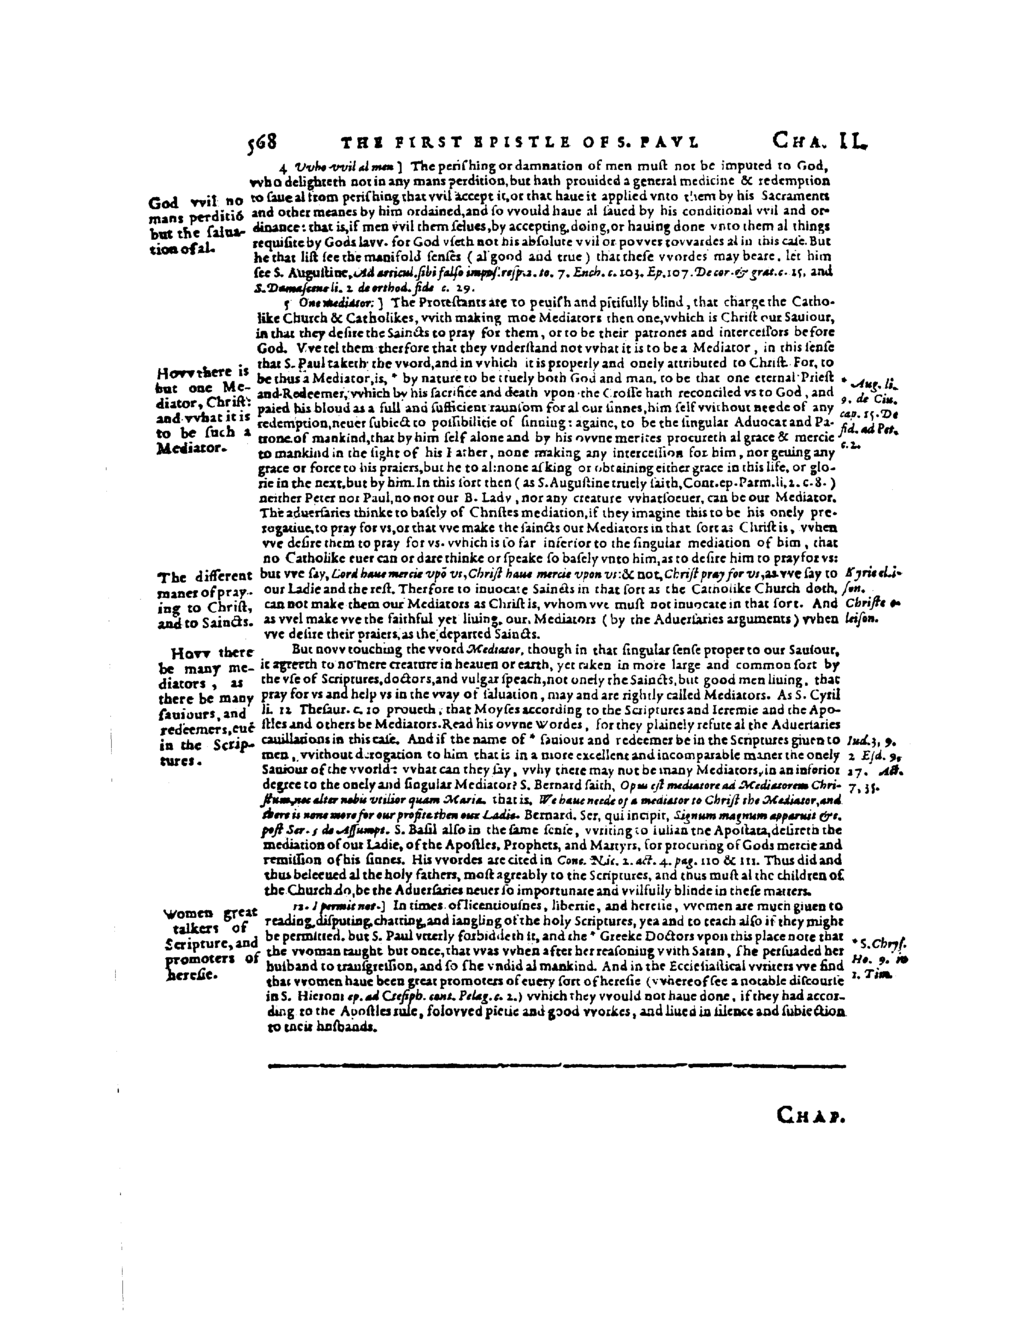 568 THE FIRST EPISTLE OF S. PAVL CHA. II.
4 Vvho vvil al men ] The perishing or damnation of men must not be imputed to God,
vvho delighteth not in any mans perdition, but hath prouided a general medicine & redemption
to saue al from perishing that vvil accept it, or that haue it applied vnto them by his Sacraments
and other meanes by him ordained, and so vvould haue al saued by his conditional vvil and or-
dinance: that is, if men vvil them selues, by accepting, doing, or hauing done vnto them al things
requisite by Gods lavv. for God vseth not his absolute vvil or povver tovvardes al in this case. But
he that list see the manifold senses ( al good and true ) that these vvordes may beare, let him
see S. Augustine, Ad articul. sibi falso impos. resp. 2. to. 7. Ench. c. 103. Ep. 107. De cor. & grat. c. 15, and
S. Damascene li. 2 de orthod. fide c. 29.
God vvil no
mans perditiō
but the salua-
tion of al.
5 One mediator: ] The Protestants are to peuish and pitifully blind, that charge the Catho-
like Church & Catholikes, vvith making moe Mediators then one, vvhich is Christ our Sauiour,
in that they desire the Saincts to pray for them, or to be their patrones and intercessors before
God. Vve tel them therfore that they vnderstand not vvhat it is to be a Mediator, in this sense
that S. Paul taketh the vvord, and in vvhich it is properly and onely attributed to Christ. For, to
be thus a Mediator, is, * by nature to be truely both God and man, to be that one eternal Priest
and Redeemer, vvhich by his sacrifice and death vpon the Crosse hath reconciled vs to God, and
paied his bloud as a full and sufficient raunsom for al our sinnes, him self vvithout neede of any
redemption, neuer subiect to possibilitie of sinning: againe, to be the singular Aduocat and Pa-
trone of mankind, that by him self alone and by his ovvne merites procureth al grace & mercie
to mankind in the sight of his Father, none making any intercession for him, nor geuing any
grace or force to his praiers, but he to al: none asking or obtaining either grace in this life, or glo-
rie in the next, but by him. In this sort then ( as S. Augustine truely saith, Cont. ep. Parm. li. 2. c. 8. )
neither Peter nor Paul, no nor our B. Lady, nor any creature vvhatsoeuer, can be our Mediator.
The aduersaries thinke to basely of Christes mediation, if they imagine this to be his onely pre-
rogatiue, to pray for vs, or that vve make the saincts our Mediators in that sort as Christ is, vvhen
vve desire them to pray for vs. vvhich is so far inferior to the singular mediation of him, that
no Catholike euer can or dare thinke or speake so basely vnto him, as to desire him to pray for vs:
but vve say, Lord haue mercie vpō vs, Christ haue mercie vpon vs: & not, Christ pray for vs, as vve say to
our Ladie and the rest. Therfore to inuocate Saincts in that sort as the Catholike Church doth,
can not make them our Mediators as Christ is, vvhom vve must not inuocate in that sort. And
as vvel make vve the faithful yet liuing, our Mediators ( by the Aduersaries arguments ) vvhen
vve desire their praiers, as the departed Saincts.
Hovv there is
but one Me-
diator, Christ:
and vvhat it is
to be such a
Mediator.
* Aug. li.
9. de Ciu.
cap. 15. De
fid. ad Pet.
c. 2.
The different
maner of pray-
ing to Christ,
and to Saincts.
Kyrie elei-
son.
Christe e-
leison.
But novv touching the vvord Mediator, though in that singular sense proper to our Sauiour,
it agreeth to no mere creature in heauen or earth, yet taken in more large and common sort by
the vse of Scriptures, doctors, and vulgar speach, not onely the Saincts, but good men liuing, that
pray for vs and help vs in the vvay of saluation, may and are rightly called Mediators. As S. Cyril
li. 12 Thesaur. c. 10 proueth, that Moyses according to the Scriptures and Ieremie and the Apo-
stles and others be Mediators. Read his ovvne wordes, for they plainely refute al the Aduersaries
cauillations in this case. And if the name of * sauiour and redeemer be in the Scriptures giuen to
men, vvithout derogation to him that is in a more excellent and incomparable maner the onely
Sauiour of the vvorld: vvhat can they say, vvhy there may not be many Mediators, in an inferior
degree to the onely and singular Mediator? S. Bernard saith, Opus est mediatore ad Mediatorem Chri-
stum, nec alter nobis vtilior quam Maria. that is, We haue neede of a mediator to Christ the Mediator, and
there is none more for our profite then our Ladie. Bernard. Ser, qui incipit, Signum magnum apparuit &c.
post Ser. 5 de Assumpt. S. Basil also in the same sense, vvriting to Iulian the Apostata, desireth the
mediation of our Ladie, of the Apostles, Prophets, and Martyrs, for procuring of Gods mercie and
remission of his sinnes. His vvordes are cited in Conc. Nic. 2. act. 4. pag. 110 & 111. Thus did and
thus beleeued al the holy fathers, most agreably to the Scriptures, and thus must al the children of
the Church do, be the Aduersaries neuer so importunate and vvilfully blinde in these matters.
Hovv there
be many me-
diators, as
there be many
sauiours, and
redeemers, euē
in the Scrip-
tures.
Iud. 3, 9.
2 Esd. 9,
27. Act.
7, 35.
12. I permit not. ] In times of licentiousnes, libertie, and heresie, vvomen are much giuen to
reading, disputing, chatting, and iangling of the holy Scriptures, yea and to teach also if they might
be permitted. but S. Paul vtterly forbiddeth it, and the * Greeke Doctors vpon this place note that
the vvoman taught but once, that vvas vvhen after her reasoning vvith Satan, she persuaded her
husband to transgression, and so she vndid al mankind. And in the Ecclesiastical vvriters vve find
that vvomen haue been great promoters of euery sort of heresie ( vvhereof see a notable discourse
in S. Hierom ep. ad Ctesiph. cont. Pelag. c. 2.) vvhich they vvould not haue done, if they had accor-
ding to the Apostles rule, folovved pietie and good vvorkes, and liued in silence and subiection
to their husbands.
Women great
talkers of
Scripture, and
promoters of
heresie.
* S. Chrys.
Ho. 9. in
1. Tim.
CHAP.